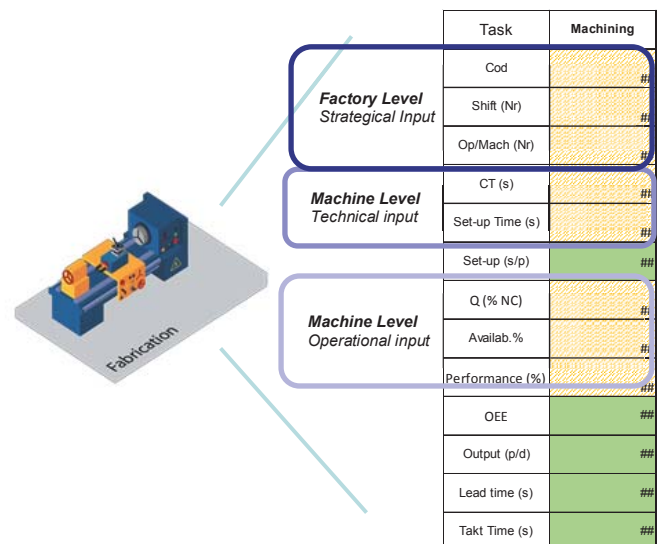 Task Machining
Cod ##
Factory Level
Strategical Input
Shift (Nr) ##
Op/Mach (Nr) ##
Machine Level
Technical input
CT (s) ##
Set-up Time (s) ##
Set-up (s/p) ##
Machine Level
Operational input
Q (% NC) ##
Availab.% ##
Performance (%) ##
OEE ##
Output (p/d) ##
Lead time (s) ##
Takt Time (s) ##
Fabrication